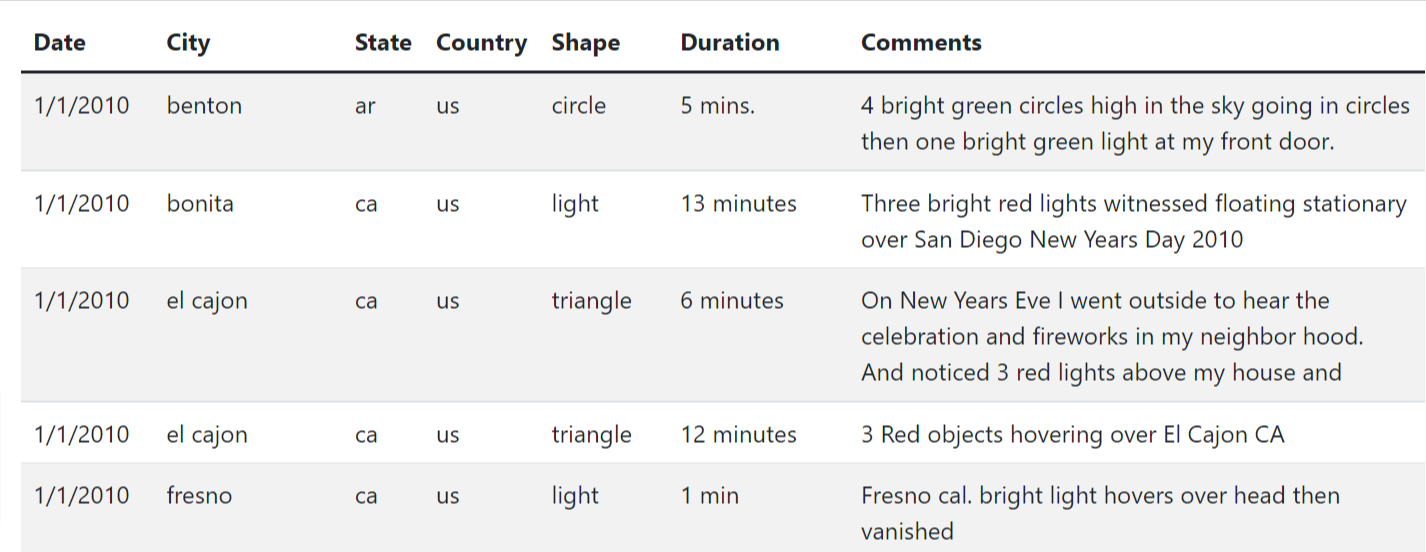 Date City State Country Shape Duration Comments
1/1/2010 benton ar us circle 5 mins. 4 bright green circles high in the sky going in circles
then one bright green light at my front door.
1/1/2010 bonita ca us light 13 minutes Three bright red lights witnessed floating stationary
over San Diego New Years Day 2010
1/1/2010 el cajon ca us triangle 6 minutes On New Years Eve I went outside to hear the
celebration and fireworks in my neighbor hood.
And noticed 3 red lights above my house and
1/1/2010 el cajon ca us triangle 12 minutes 3 Red objects hovering over El Cajon CA
1/1/2010 fresno ca us light 1 min Fresno cal. bright light hovers over head then
vanished